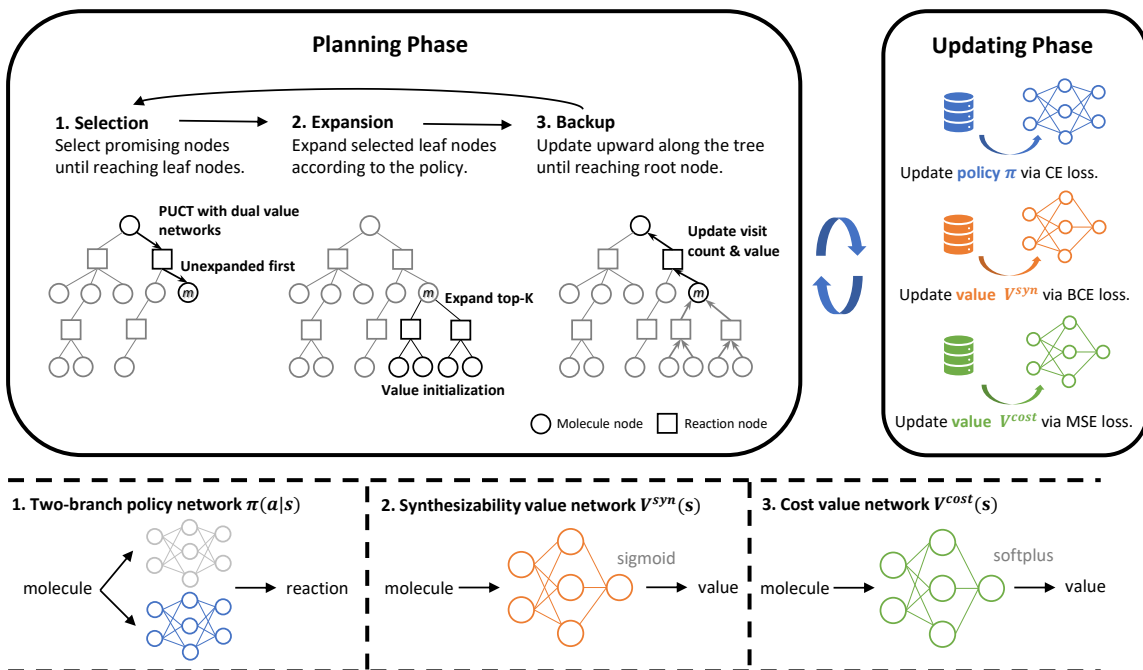 Planning Phase
1. Selection
Select promising nodes
until reaching leaf nodes.
2. Expansion
Expand selected leaf nodes
according to the policy.
3. Backup
Update upward along the tree
until reaching root node.
PUCT with dual value
networks
Unexpanded first
m
m
Expand top-K
Value initialization
Update visit
count & value
m
Molecule node
Reaction node
Updating Phase
Update policy π via CE loss.
Update value V^{syn} via BCE loss.
Update value V^{cost} via MSE loss.
1. Two-branch policy network π(a|s)
molecule
reaction
2. Synthesizability value network V^{syn}(s)
molecule
sigmoid
value
3. Cost value network V^{cost}(s)
molecule
softplus
value